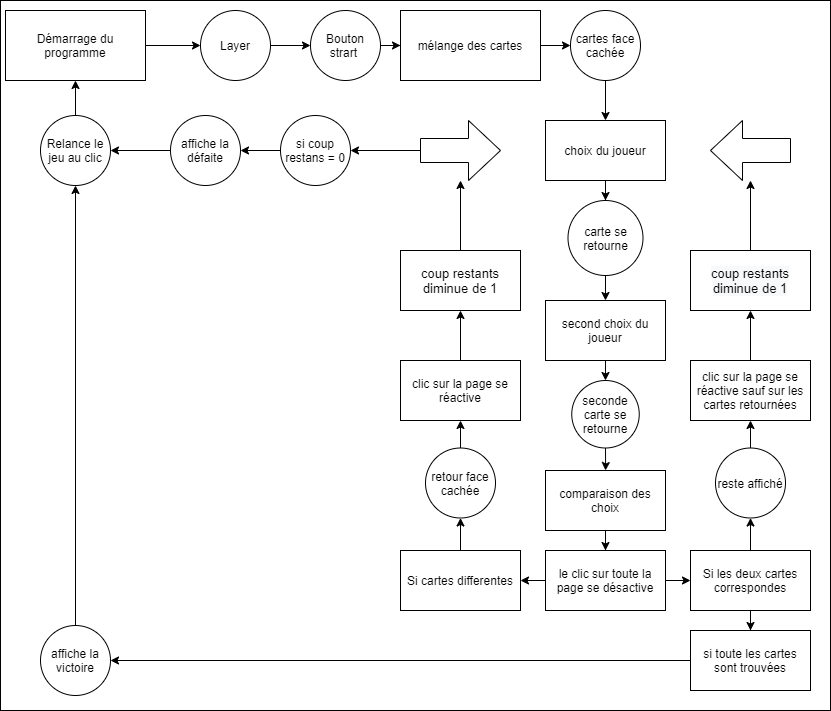 Démarrage du
programme
Layer
Bouton
strart
mélange des cartes
cartes face
cachée
Relance le
jeu au clic
affiche la
défaite
si coup
restans = 0
choix du joueur
carte se
retourne
coup restants
diminue de 1
coup restants
diminue de 1
second choix du
joueur
clic sur la page se
réactive
seconde
carte se
retourne
clic sur la page se
réactive sauf sur les
cartes retournées
retour face
cachée
comparaison des
choix
reste affiché
Si cartes differentes
le clic sur toute la
page se désactive
Si les deux cartes
correspondes
affiche la
victoire
si toute les cartes
sont trouvées